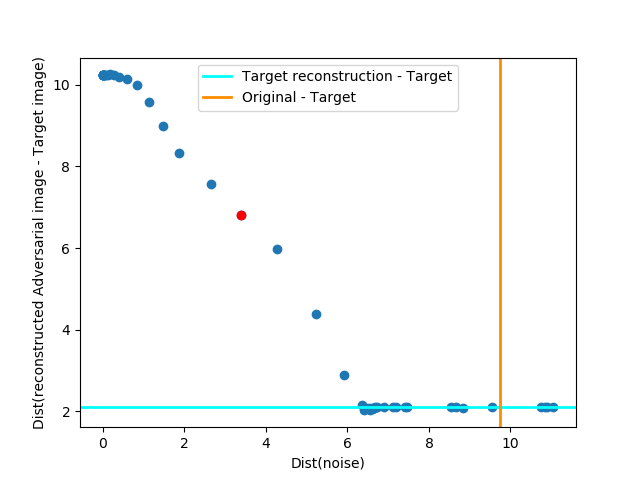 Target reconstruction - Target
Original - Target
Dist(reconstructed Adversarial image - Target image)
10
8
6
4
2
0 2 4 6 8 10
Dist(noise)